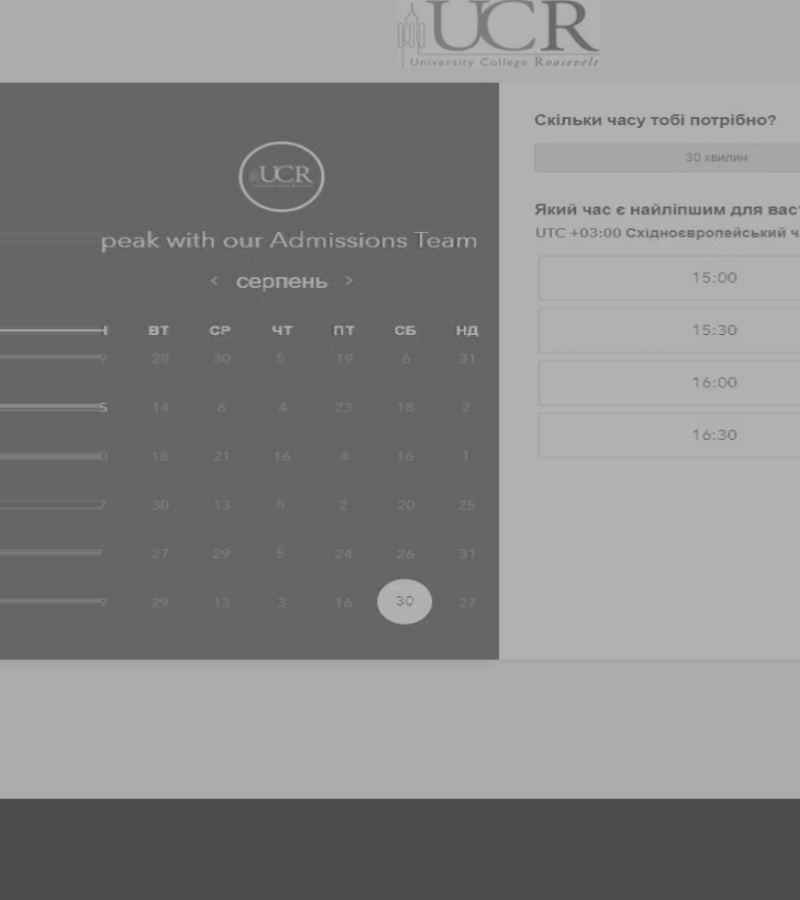 UCR
University College Roosevelt
UCR
peak with our Admissions Team
< серпень >
ВТ СР ЧТ ПТ СБ НД
9 28 30 5 19 6 31
5 14 6 4 23 18 2
0 18 21 16 4 16 1
7 30 13 5 2 20 25
27 29 5 24 26 31
9 29 13 3 16 30 27
Скільки часу тобі потрібно?
30 хвилин
Який час є найліпшим для вас
UTC +03:00 Східноєвропейський ч
15:00
15:30
16:00
16:30